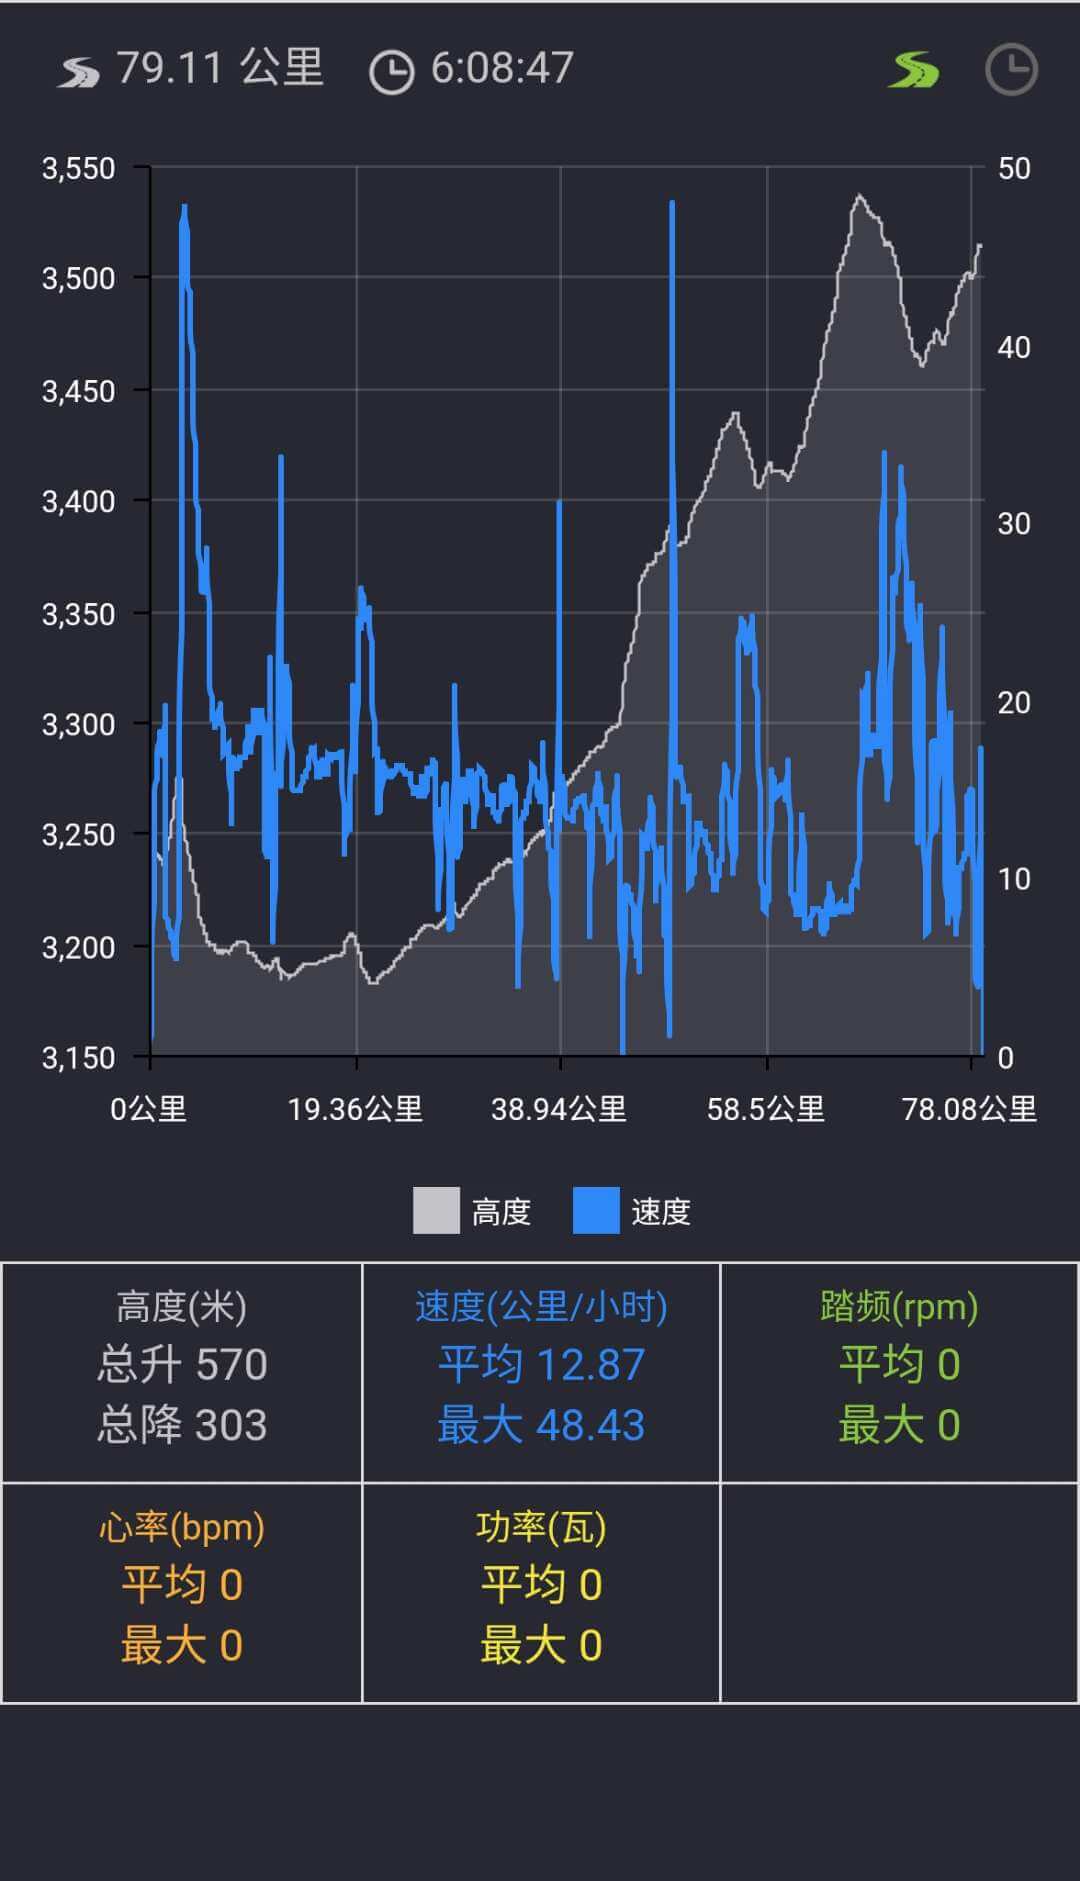 79.11 公里 6:08:47
3,550 50
3,500
40
3,450
3,400 30
3,350
3,300 20
3,250
10
3,200
3,150 0
0公里 19.36公里 38.94公里 58.5公里 78.08公里
高度 速度
高度(米) 速度(公里/小时) 踏频(rpm)
总升 570 平均 12.87 平均 0
总降 303 最大 48.43 最大 0
心率(bpm) 功率(瓦)
平均 0 平均 0
最大 0 最大 0